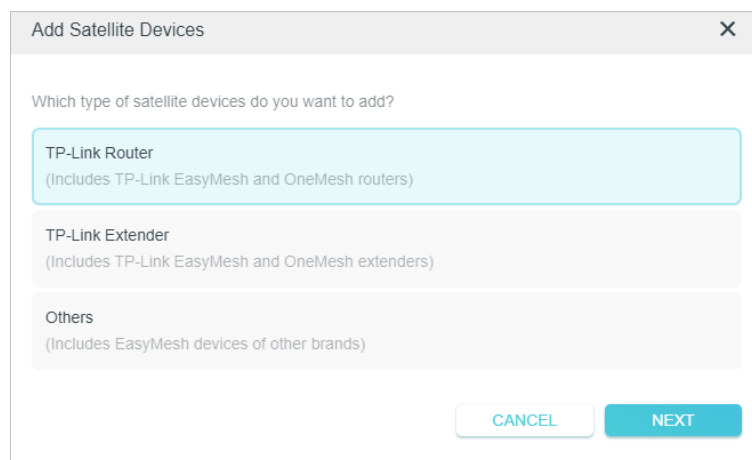 Add Satellite Devices
Which type of satellite devices do you want to add?
TP-Link Router
(Includes TP-Link EasyMesh and OneMesh routers)
TP-Link Extender
(Includes TP-Link EasyMesh and OneMesh extenders)
Others
(Includes EasyMesh devices of other brands)
CANCEL NEXT